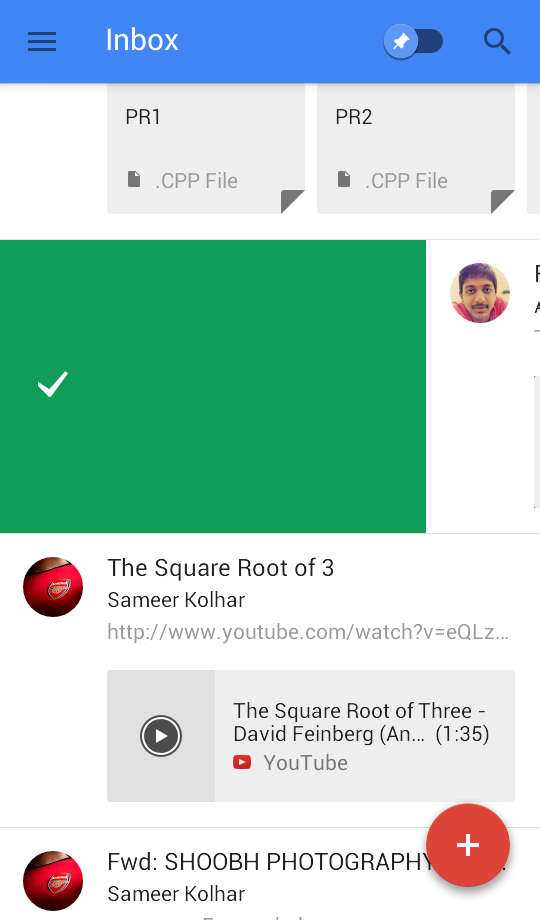 Inbox
PR1
PR2
.CPP File
.CPP File
The Square Root of 3
Sameer Kolhar
http://www.youtube.com/watch?v=eQLz...
The Square Root of Three -
David Feinberg (An... (1:35)
YouTube
Fwd: SHOOBH PHOTOGRAPHY
Sameer Kolhar